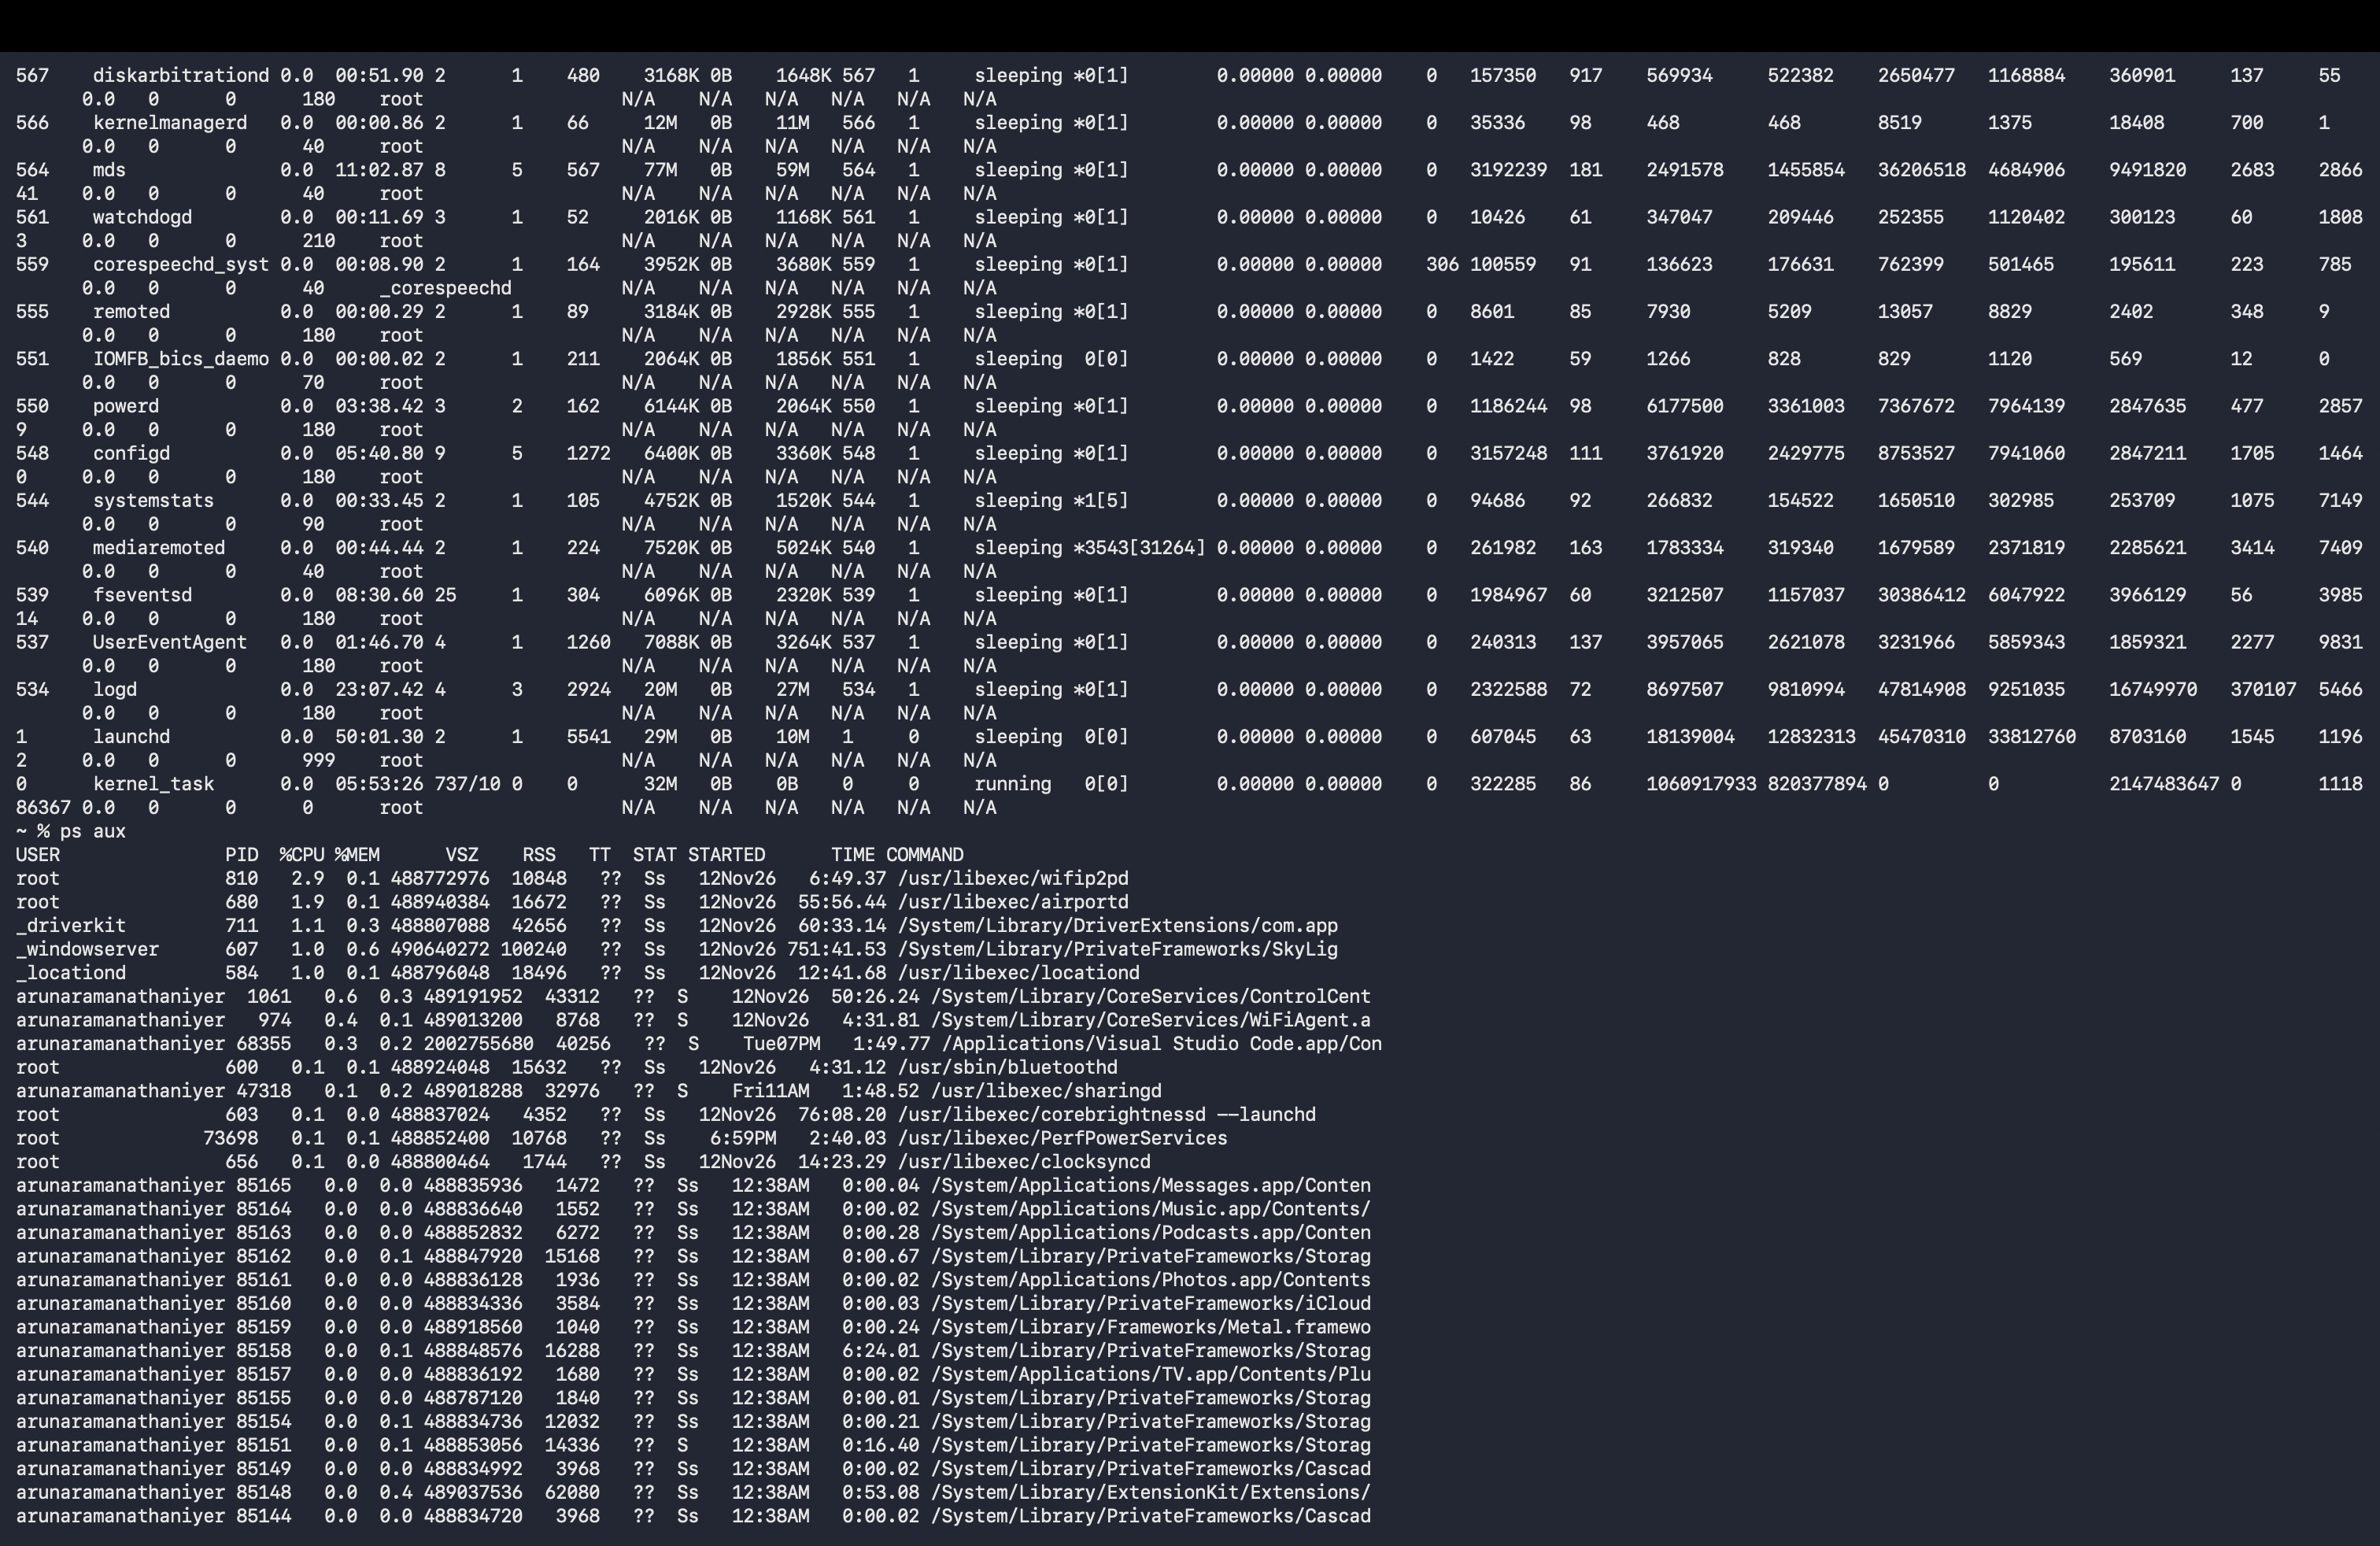 567    diskarbitrationd 0.0  00:51.90 2      1    480    3168K 0B    1648K 567   1     sleeping *0[1]        0.00000 0.00000    0   157350   917    569934     522382    2650477   1168884    360901     137     55
      0.0   0      0      180    root                  N/A    N/A   N/A   N/A   N/A   N/A
566    kernelmanagerd   0.0  00:00.86 2      1    66     12M   0B    11M   566   1     sleeping *0[1]        0.00000 0.00000    0   35336    98     468        468       8519      1375       18408      700     1
      0.0   0      0      40     root                  N/A    N/A   N/A   N/A   N/A   N/A
564    mds              0.0  11:02.87 8      5    567    77M   0B    59M   564   1     sleeping *0[1]        0.00000 0.00000    0   3192239  181    2491578    1455854   36206518  4684906    9491820    2683    2866
41    0.0   0      0      40     root                  N/A    N/A   N/A   N/A   N/A   N/A
561    watchdogd        0.0  00:11.69 3      1    52     2016K 0B    1168K 561   1     sleeping *0[1]        0.00000 0.00000    0   10426    61     347047     209446    252355    1120402    300123     60      1808
3     0.0   0      0      210    root                  N/A    N/A   N/A   N/A   N/A   N/A
559    corespeechd_syst 0.0  00:08.90 2      1    164    3952K 0B    3680K 559   1     sleeping *0[1]        0.00000 0.00000    306 100559   91     136623     176631    762399    501465     195611     223     785
      0.0   0      0      40     _corespeechd          N/A    N/A   N/A   N/A   N/A   N/A
555    remoted          0.0  00:00.29 2      1    89     3184K 0B    2928K 555   1     sleeping *0[1]        0.00000 0.00000    0   8601     85     7930       5209      13057     8829       2402       348     9
      0.0   0      0      180    root                  N/A    N/A   N/A   N/A   N/A   N/A
551    IOMFB_bics_daemo 0.0  00:00.02 2      1    211    2064K 0B    1856K 551   1     sleeping  0[0]        0.00000 0.00000    0   1422     59     1266       828       829       1120       569        12      0
      0.0   0      0      70     root                  N/A    N/A   N/A   N/A   N/A   N/A
550    powerd           0.0  03:38.42 3      2    162    6144K 0B    2064K 550   1     sleeping *0[1]        0.00000 0.00000    0   1186244  98     6177500    3361003   7367672   7964139    2847635    477     2857
9     0.0   0      0      180    root                  N/A    N/A   N/A   N/A   N/A   N/A
548    configd          0.0  05:40.80 9      5    1272   6400K 0B    3360K 548   1     sleeping *0[1]        0.00000 0.00000    0   3157248  111    3761920    2429775   8753527   7941060    2847211    1705    1464
0     0.0   0      0      180    root                  N/A    N/A   N/A   N/A   N/A   N/A
544    systemstats      0.0  00:33.45 2      1    105    4752K 0B    1520K 544   1     sleeping *1[5]        0.00000 0.00000    0   94686    92     266832     154522    1650510   302985     253709     1075    7149
      0.0   0      0      90     root                  N/A    N/A   N/A   N/A   N/A   N/A
540    mediaremoted     0.0  00:44.44 2      1    224    7520K 0B    5024K 540   1     sleeping *3543[31264] 0.00000 0.00000    0   261982   163    1783334    319340    1679589   2371819    2285621    3414    7409
      0.0   0      0      40     root                  N/A    N/A   N/A   N/A   N/A   N/A
539    fseventsd        0.0  08:30.60 25     1    304    6096K 0B    2320K 539   1     sleeping *0[1]        0.00000 0.00000    0   1984967  60     3212507    1157037   30386412  6047922    3966129    56      3985
14    0.0   0      0      180    root                  N/A    N/A   N/A   N/A   N/A   N/A
537    UserEventAgent   0.0  01:46.70 4      1    1260   7088K 0B    3264K 537   1     sleeping *0[1]        0.00000 0.00000    0   240313   137    3957065    2621078   3231966   5859343    1859321    2277    9831
      0.0   0      0      180    root                  N/A    N/A   N/A   N/A   N/A   N/A
534    logd             0.0  23:07.42 4      3    2924   20M   0B    27M   534   1     sleeping *0[1]        0.00000 0.00000    0   2322588  72     8697507    9810994   47814908  9251035    16749970   370107  5466
      0.0   0      0      180    root                  N/A    N/A   N/A   N/A   N/A   N/A
1      launchd          0.0  50:01.30 2      1    5541   29M   0B    10M   1     0     sleeping  0[0]        0.00000 0.00000    0   607045   63     18139004   12832313  45470310  33812760   8703160    1545    1196
2     0.0   0      0      999    root                  N/A    N/A   N/A   N/A   N/A   N/A
0      kernel_task      0.0  05:53:26 737/10 0    0      32M   0B    0B    0     0     running   0[0]        0.00000 0.00000    0   322285   86     1060917933 820377894 0         0          2147483647 0       1118
86367 0.0   0      0      0      root                  N/A    N/A   N/A   N/A   N/A   N/A
~ % ps aux
USER               PID  %CPU %MEM      VSZ    RSS   TT  STAT STARTED      TIME COMMAND
root               810   2.9  0.1 488772976  10848   ??  Ss   12Nov26   6:49.37 /usr/libexec/wifip2pd
root               680   1.9  0.1 488940384  16672   ??  Ss   12Nov26  55:56.44 /usr/libexec/airportd
_driverkit         711   1.1  0.3 488807088  42656   ??  Ss   12Nov26  60:33.14 /System/Library/DriverExtensions/com.app
_windowserver      607   1.0  0.6 490640272 100240   ??  Ss   12Nov26 751:41.53 /System/Library/PrivateFrameworks/SkyLig
_locationd         584   1.0  0.1 488796048  18496   ??  Ss   12Nov26  12:41.68 /usr/libexec/locationd
arunaramanathaniyer  1061   0.6  0.3 489191952  43312   ??  S    12Nov26  50:26.24 /System/Library/CoreServices/ControlCent
arunaramanathaniyer   974   0.4  0.1 489013200   8768   ??  S    12Nov26   4:31.81 /System/Library/CoreServices/WiFiAgent.a
arunaramanathaniyer 68355   0.3  0.2 2002755680  40256   ??  S    Tue07PM   1:49.77 /Applications/Visual Studio Code.app/Con
root               600   0.1  0.1 488924048  15632   ??  Ss   12Nov26   4:31.12 /usr/sbin/bluetoothd
arunaramanathaniyer 47318   0.1  0.2 489018288  32976   ??  S    Fri11AM   1:48.52 /usr/libexec/sharingd
root               603   0.1  0.0 488837024   4352   ??  Ss   12Nov26  76:08.20 /usr/libexec/corebrightnessd --launchd
root             73698   0.1  0.1 488852400  10768   ??  Ss    6:59PM   2:40.03 /usr/libexec/PerfPowerServices
root               656   0.1  0.0 488800464   1744   ??  Ss   12Nov26  14:23.29 /usr/libexec/clocksyncd
arunaramanathaniyer 85165   0.0  0.0 488835936   1472   ??  Ss   12:38AM   0:00.04 /System/Applications/Messages.app/Conten
arunaramanathaniyer 85164   0.0  0.0 488836640   1552   ??  Ss   12:38AM   0:00.02 /System/Applications/Music.app/Contents/
arunaramanathaniyer 85163   0.0  0.0 488852832   6272   ??  Ss   12:38AM   0:00.28 /System/Applications/Podcasts.app/Conten
arunaramanathaniyer 85162   0.0  0.1 488847920  15168   ??  Ss   12:38AM   0:00.67 /System/Library/PrivateFrameworks/Storag
arunaramanathaniyer 85161   0.0  0.0 488836128   1936   ??  Ss   12:38AM   0:00.02 /System/Applications/Photos.app/Contents
arunaramanathaniyer 85160   0.0  0.0 488834336   3584   ??  Ss   12:38AM   0:00.03 /System/Library/PrivateFrameworks/iCloud
arunaramanathaniyer 85159   0.0  0.0 488918560   1040   ??  Ss   12:38AM   0:00.24 /System/Library/Frameworks/Metal.framewo
arunaramanathaniyer 85158   0.0  0.1 488848576  16288   ??  Ss   12:38AM   6:24.01 /System/Library/PrivateFrameworks/Storag
arunaramanathaniyer 85157   0.0  0.0 488836192   1680   ??  Ss   12:38AM   0:00.02 /System/Applications/TV.app/Contents/Plu
arunaramanathaniyer 85155   0.0  0.0 488787120   1840   ??  Ss   12:38AM   0:00.01 /System/Library/PrivateFrameworks/Storag
arunaramanathaniyer 85154   0.0  0.1 488834736  12032   ??  Ss   12:38AM   0:00.21 /System/Library/PrivateFrameworks/Storag
arunaramanathaniyer 85151   0.0  0.1 488853056  14336   ??  S    12:38AM   0:16.40 /System/Library/PrivateFrameworks/Storag
arunaramanathaniyer 85149   0.0  0.0 488834992   3968   ??  Ss   12:38AM   0:00.02 /System/Library/PrivateFrameworks/Cascad
arunaramanathaniyer 85148   0.0  0.4 489037536  62080   ??  Ss   12:38AM   0:53.08 /System/Library/ExtensionKit/Extensions/
arunaramanathaniyer 85144   0.0  0.0 488834720   3968   ??  Ss   12:38AM   0:00.02 /System/Library/PrivateFrameworks/Cascad